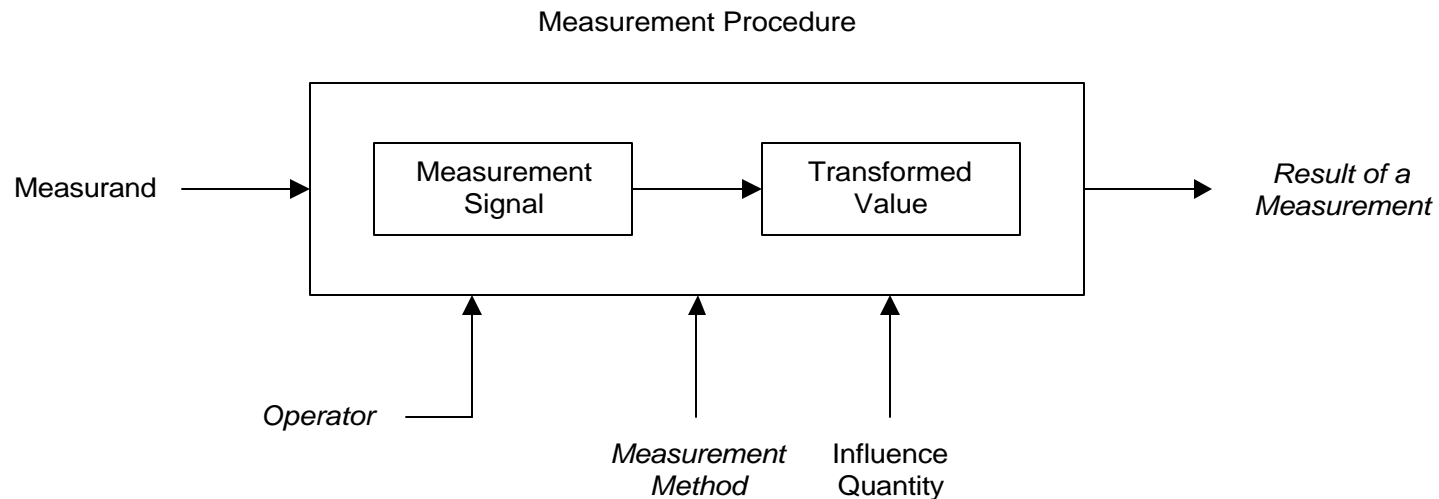 Measurement Procedure
Measurand
Measurement
Signal
Transformed
Value
Result of a
Measurement
Operator
Measurement
Method
Influence
Quantity